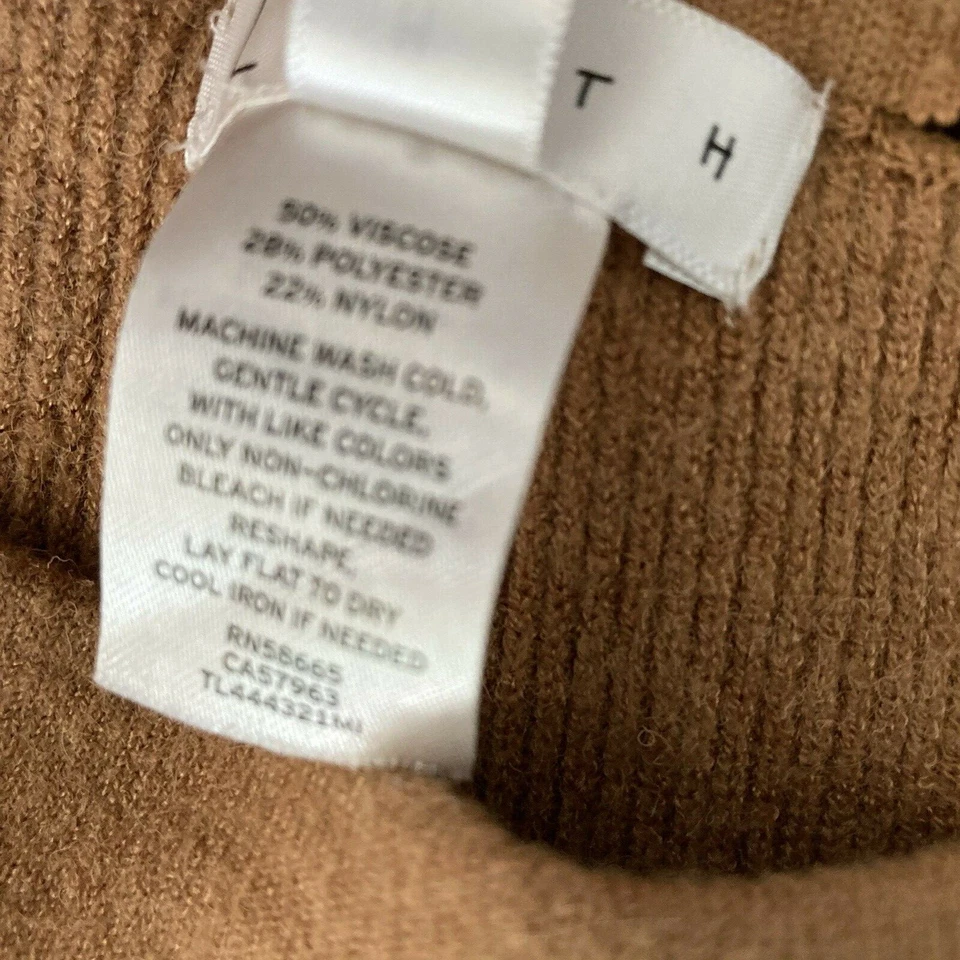 T H
50% VISCOSE
28% POLYESTER
22% NYLON
MACHINE WASH COLD,
GENTLE CYCLE,
WITH LIKE COLORS
ONLY NON-CHLORINE
BLEACH IF NEEDED
RESHAPE,
LAY FLAT TO DRY
COOL IRON IF NEEDED
RN58665
CA57963
TL444321MI